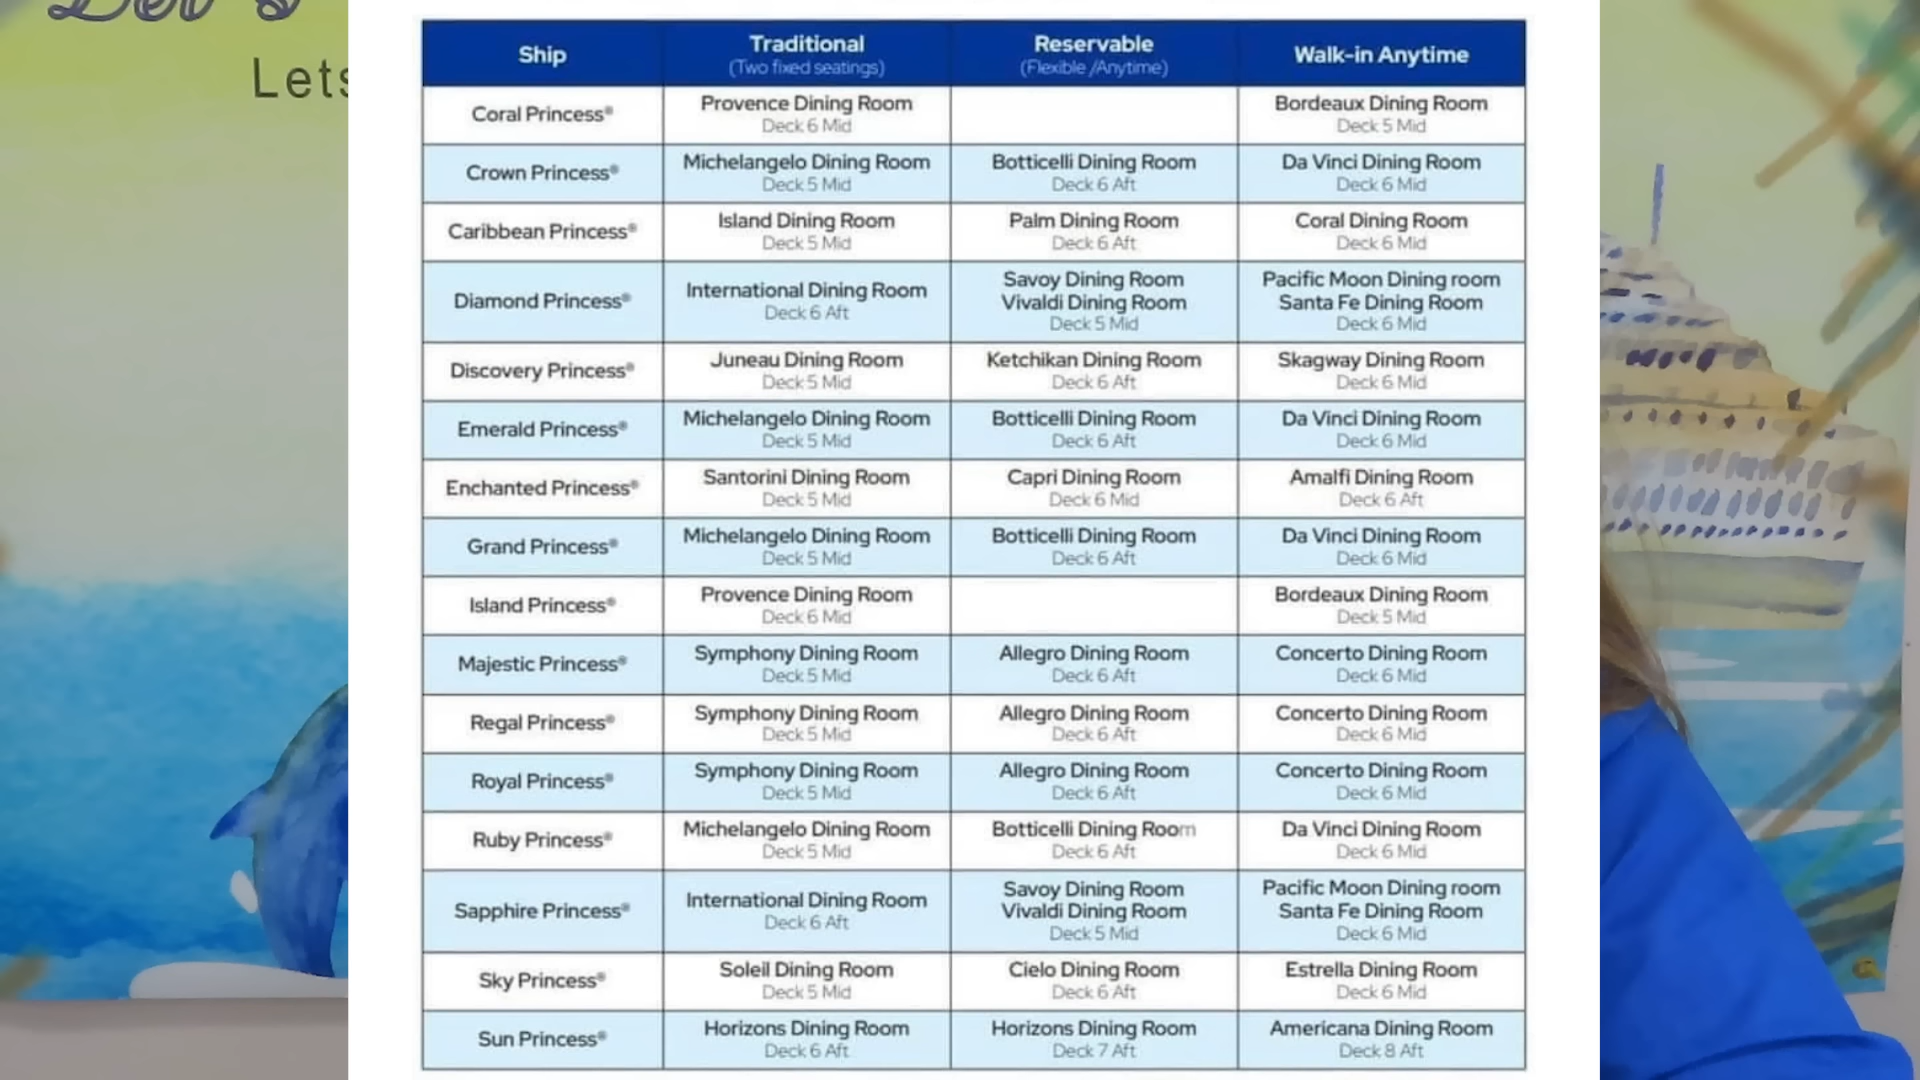 Let's
Lets
Ship
Traditional
(Two fixed seatings)
Reservable
(Flexible /Anytime)
Walk-in Anytime
Coral Princess®
Provence Dining Room
Deck 6 Mid
Bordeaux Dining Room
Deck 5 Mid
Crown Princess®
Michelangelo Dining Room
Deck 5 Mid
Botticelli Dining Room
Deck 6 Aft
Da Vinci Dining Room
Deck 6 Mid
Caribbean Princess®
Island Dining Room
Deck 5 Mid
Palm Dining Room
Deck 6 Aft
Coral Dining Room
Deck 6 Mid
Diamond Princess®
International Dining Room
Deck 6 Aft
Savoy Dining Room
Vivaldi Dining Room
Deck 5 Mid
Pacific Moon Dining room
Santa Fe Dining Room
Deck 6 Mid
Discovery Princess®
Juneau Dining Room
Deck 5 Mid
Ketchikan Dining Room
Deck 6 Aft
Skagway Dining Room
Deck 6 Mid
Emerald Princess®
Michelangelo Dining Room
Deck 5 Mid
Botticelli Dining Room
Deck 6 Aft
Da Vinci Dining Room
Deck 6 Mid
Enchanted Princess®
Santorini Dining Room
Deck 5 Mid
Capri Dining Room
Deck 6 Mid
Amalfi Dining Room
Deck 6 Aft
Grand Princess®
Michelangelo Dining Room
Deck 5 Mid
Botticelli Dining Room
Deck 6 Aft
Da Vinci Dining Room
Deck 6 Mid
Island Princess®
Provence Dining Room
Deck 6 Mid
Bordeaux Dining Room
Deck 5 Mid
Majestic Princess®
Symphony Dining Room
Deck 5 Mid
Allegro Dining Room
Deck 6 Aft
Concerto Dining Room
Deck 6 Mid
Regal Princess®
Symphony Dining Room
Deck 5 Mid
Allegro Dining Room
Deck 6 Aft
Concerto Dining Room
Deck 6 Mid
Royal Princess®
Symphony Dining Room
Deck 5 Mid
Allegro Dining Room
Deck 6 Aft
Concerto Dining Room
Deck 6 Mid
Ruby Princess®
Michelangelo Dining Room
Deck 5 Mid
Botticelli Dining Room
Deck 6 Aft
Da Vinci Dining Room
Deck 6 Mid
Sapphire Princess®
International Dining Room
Deck 6 Aft
Savoy Dining Room
Vivaldi Dining Room
Deck 5 Mid
Pacific Moon Dining room
Santa Fe Dining Room
Deck 6 Mid
Sky Princess®
Soleil Dining Room
Deck 5 Mid
Cielo Dining Room
Deck 6 Aft
Estrella Dining Room
Deck 6 Mid
Sun Princess®
Horizons Dining Room
Deck 6 Aft
Horizons Dining Room
Deck 7 Aft
Americana Dining Room
Deck 8 Aft